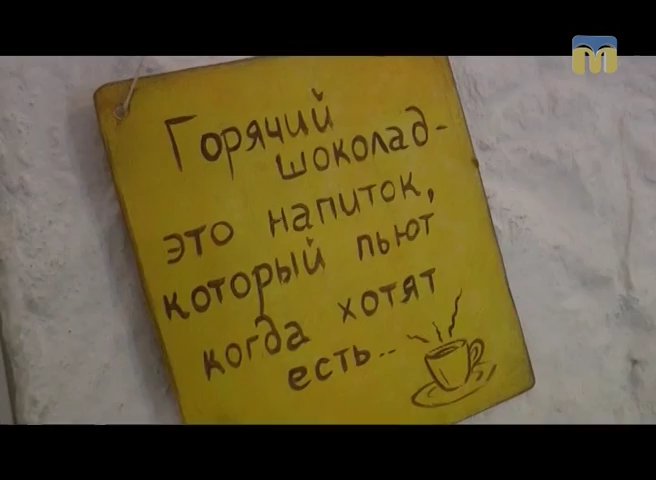 Горячий
шоколад-
это напиток,
который пьют
когда хотят
есть..